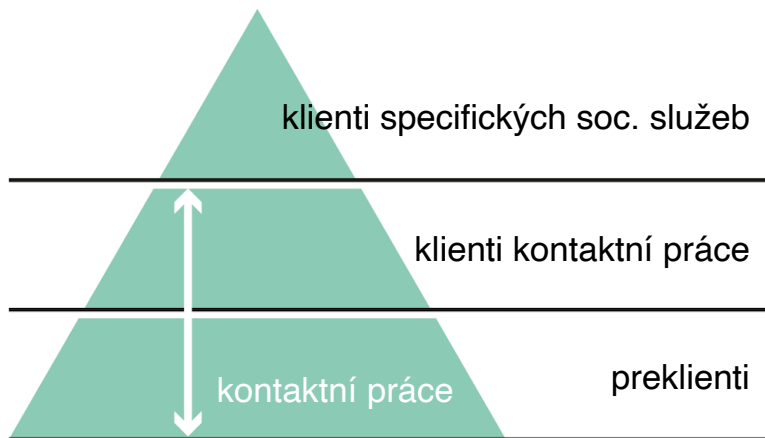 klienti specifických soc. služeb
klienti kontaktní práce
preklienti
kontaktní práce